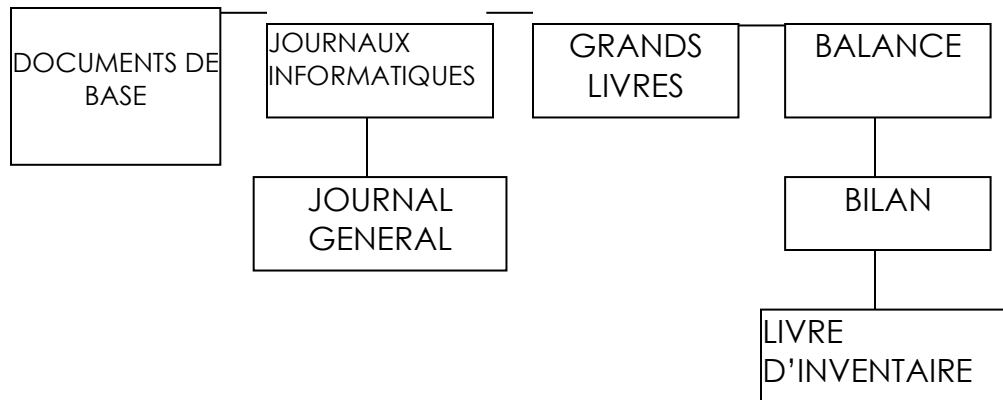 DOCUMENTS DE
BASE
JOURNAUX
INFORMATIQUES
GRANDS
LIVRES
BALANCE
JOURNAL
GENERAL
BILAN
LIVRE
D’INVENTAIRE